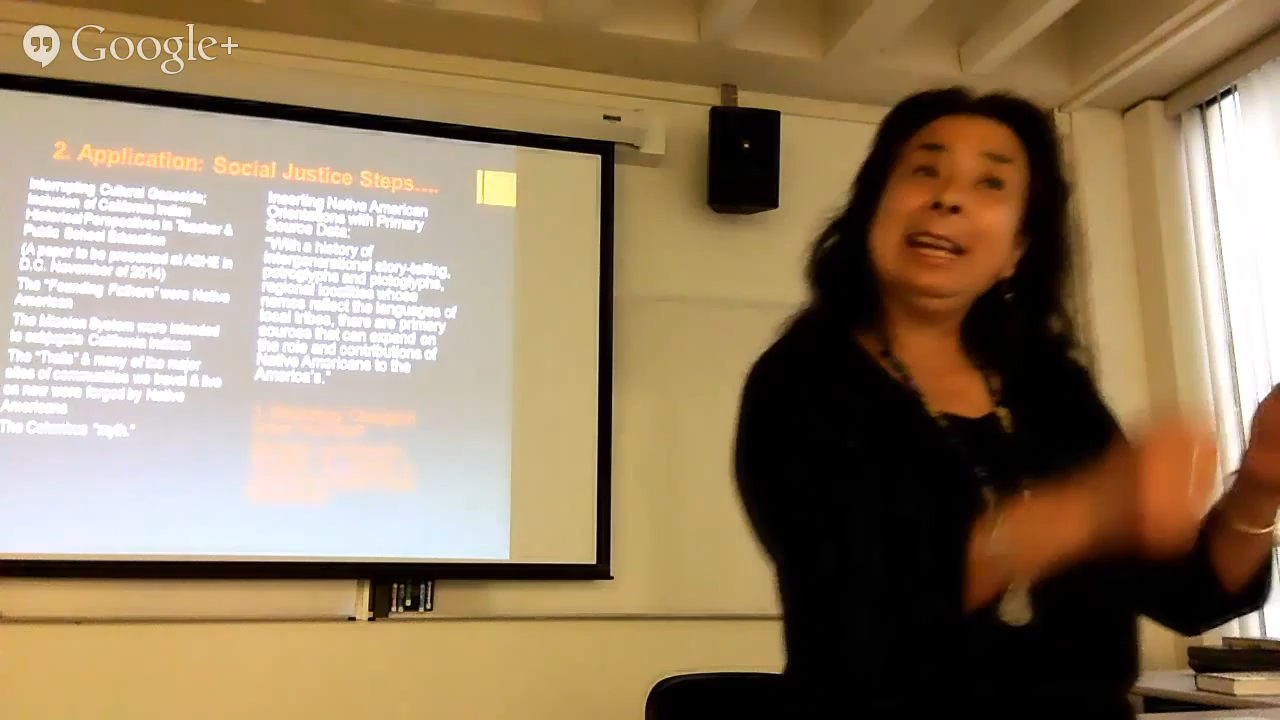 Google+
2. Application: Social Justice Steps....
Interrupting Cultural Genocide;
Inclusion of California Indian
Historical Perspectives in Teacher &
Public School Education
(A paper to be presented at ASHE in
D.C. November of 2014)
The "Founding Fathers" were Native
American
The Mission System were intended
to subjugate California Indians
The "Trails" & many of the major
sites of communities we travel & live
on now were forged by Native
Americans
The Columbus "myth."
Inserting Native American
Orientations with Primary
Source Data:
"With a history of
intergenerational story-telling,
petroglyphs and pictoglyphs,
regional locations whose
names reflect the languages of
local tribes, there are primary
sources that can expand on
the role and contributions of
Native Americans to the
America's."